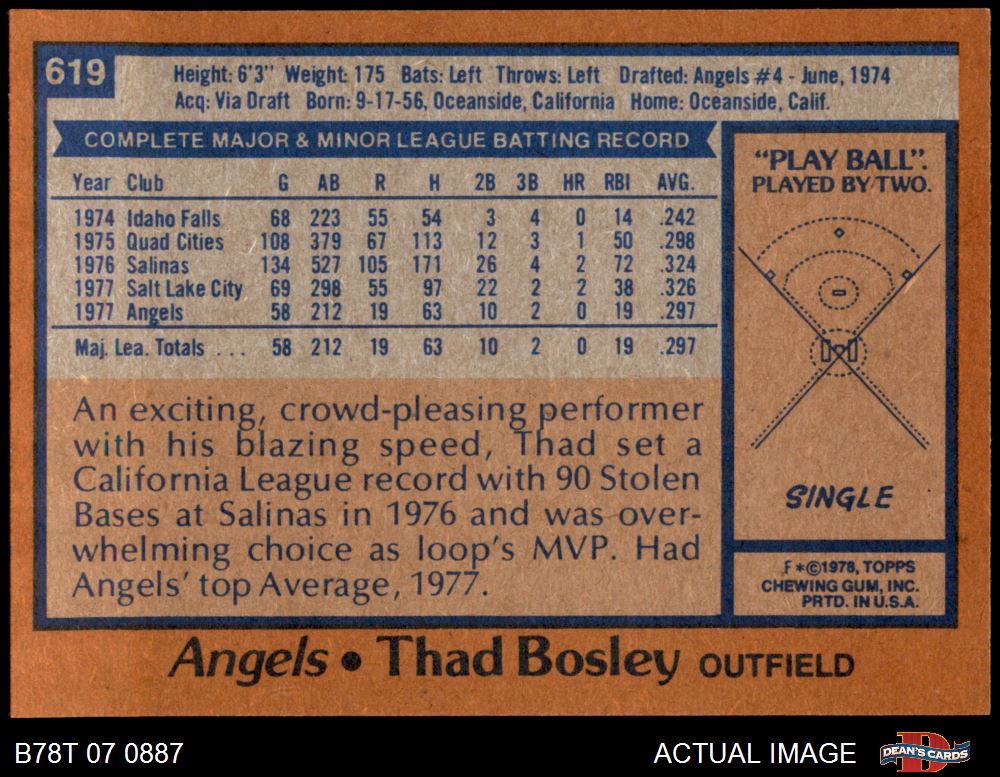 619
Height: 6'3" Weight: 175 Bats: Left Throws: Left Drafted: Angels #4 - June, 1974
Acq: Via Draft Born: 9-17-56, Oceanside, California Home: Oceanside, Calif.
COMPLETE MAJOR & MINOR LEAGUE BATTING RECORD
Year Club G AB R H 2B 3B HR RBI AVG.
1974 Idaho Falls 68 223 55 54 3 4 0 14 .242
1975 Quad Cities 108 379 67 113 12 3 1 50 .298
1976 Salinas 134 527 105 171 26 4 2 72 .324
1977 Salt Lake City 69 298 55 97 22 2 2 38 .326
1977 Angels 58 212 19 63 10 2 0 19 .297
Maj. Lea. Totals ... 58 212 19 63 10 2 0 19 .297
An exciting, crowd-pleasing performer
with his blazing speed, Thad set a
California League record with 90 Stolen
Bases at Salinas in 1976 and was over-
whelming choice as loop's MVP. Had
Angels' top Average, 1977.
"PLAY BALL".
PLAYED BY TWO.
SINGLE
F*©1978, TOPPS
CHEWING GUM, INC.
PRTD. IN U.S.A.
Angels • Thad Bosley OUTFIELD
B78T 07 0887
ACTUAL IMAGE
DEAN'S CARDS